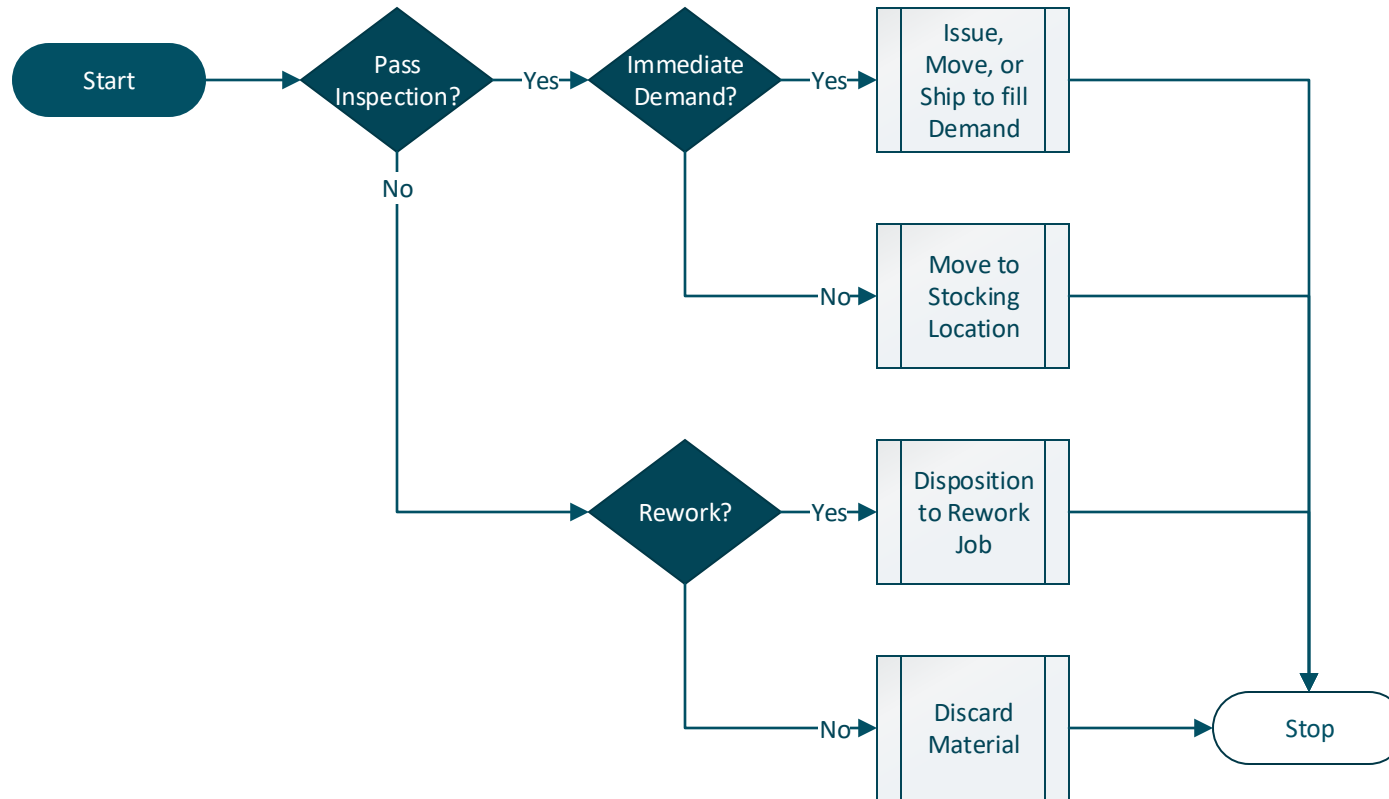 Start
Pass
Inspection?
Yes
Immediate
Demand?
Yes
Issue,
Move, or
Ship to fill
Demand
No
No
Move to
Stocking
Location
Rework?
Yes
Disposition
to Rework
Job
No
Discard
Material
Stop